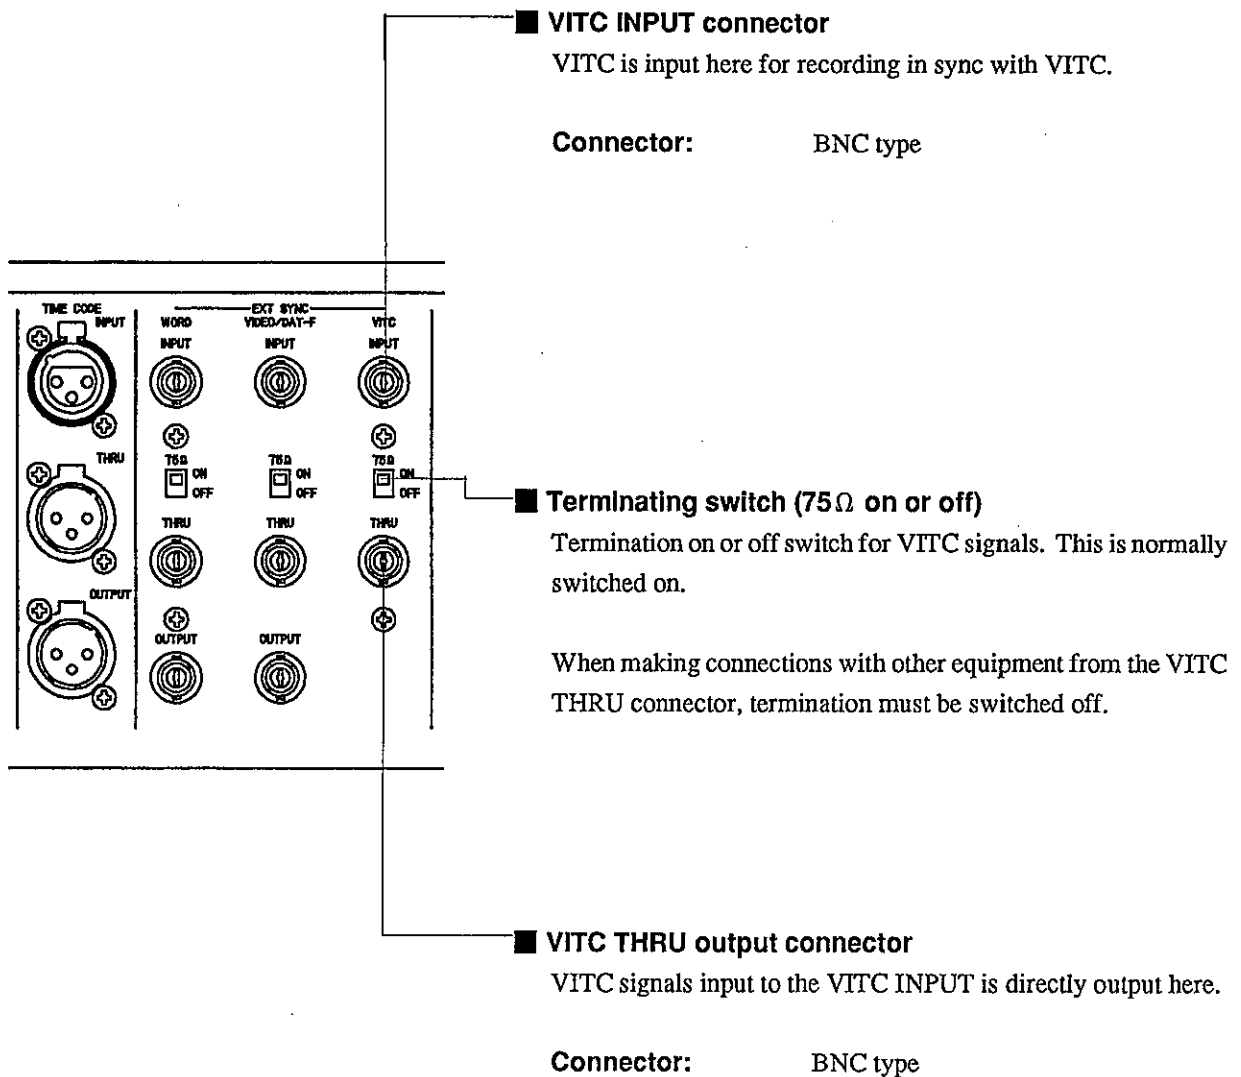 ■ VITC INPUT connector
VITC is input here for recording in sync with VITC.
Connector: BNC type
TIME CODE
INPUT
THRU
OUTPUT
EXT SYNC
WORD VIDEO/DAT-F VITC
INPUT INPUT INPUT
75Ω 75Ω 75Ω
ON ON ON
OFF OFF OFF
THRU THRU THRU
OUTPUT OUTPUT
■ Terminating switch (75Ω on or off)
Termination on or off switch for VITC signals. This is normally
switched on.
When making connections with other equipment from the VITC
THRU connector, termination must be switched off.
■ VITC THRU output connector
VITC signals input to the VITC INPUT is directly output here.
Connector: BNC type